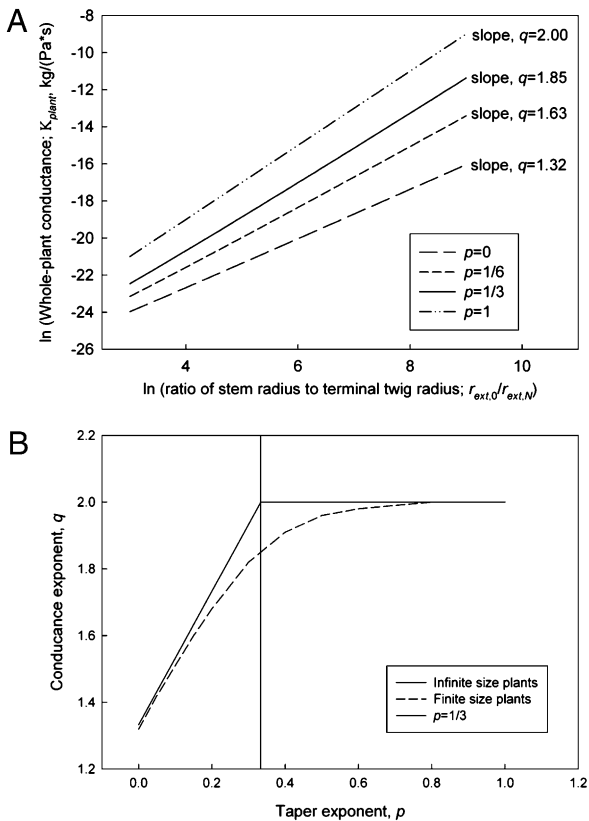 A
ln (Whole-plant conductance; Kplant, kg/(Pa*s)
-8
-10
-12
-14
-16
-18
-20
-22
-24
-26
slope, q=2.00
slope, q=1.85
slope, q=1.63
slope, q=1.32
p=0
p=1/6
p=1/3
p=1
4 6 8 10
ln (ratio of stem radius to terminal twig radius; rext,0/rext,N)
B
Conducance exponent, q
2.2
2.0
1.8
1.6
1.4
1.2
Infinite size plants
Finite size plants
p=1/3
0.0 0.2 0.4 0.6 0.8 1.0 1.2
Taper exponent, p